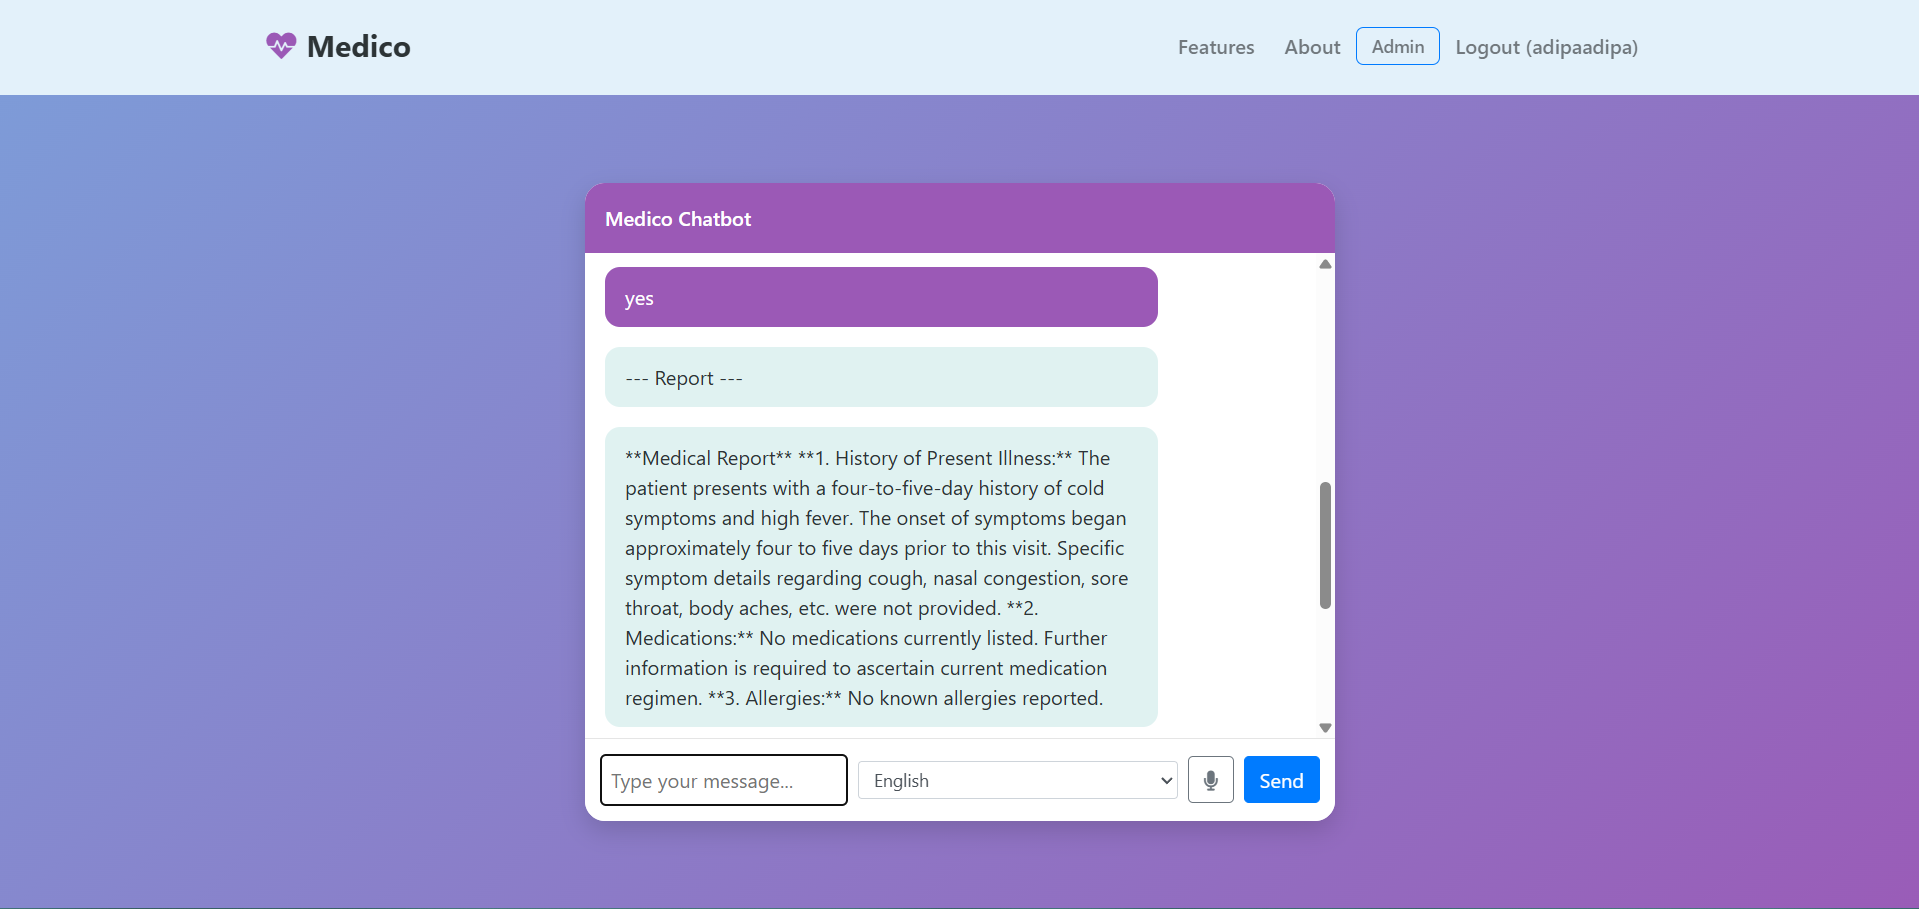 Medico
Features
About
Admin
Logout (adipaadipa)
Medico Chatbot
yes
--- Report ---
**Medical Report** **1. History of Present Illness:** The
patient presents with a four-to-five-day history of cold
symptoms and high fever. The onset of symptoms began
approximately four to five days prior to this visit. Specific
symptom details regarding cough, nasal congestion, sore
throat, body aches, etc. were not provided. **2.
Medications:** No medications currently listed. Further
information is required to ascertain current medication
regimen. **3. Allergies:** No known allergies reported.
Type your message...
English
Send